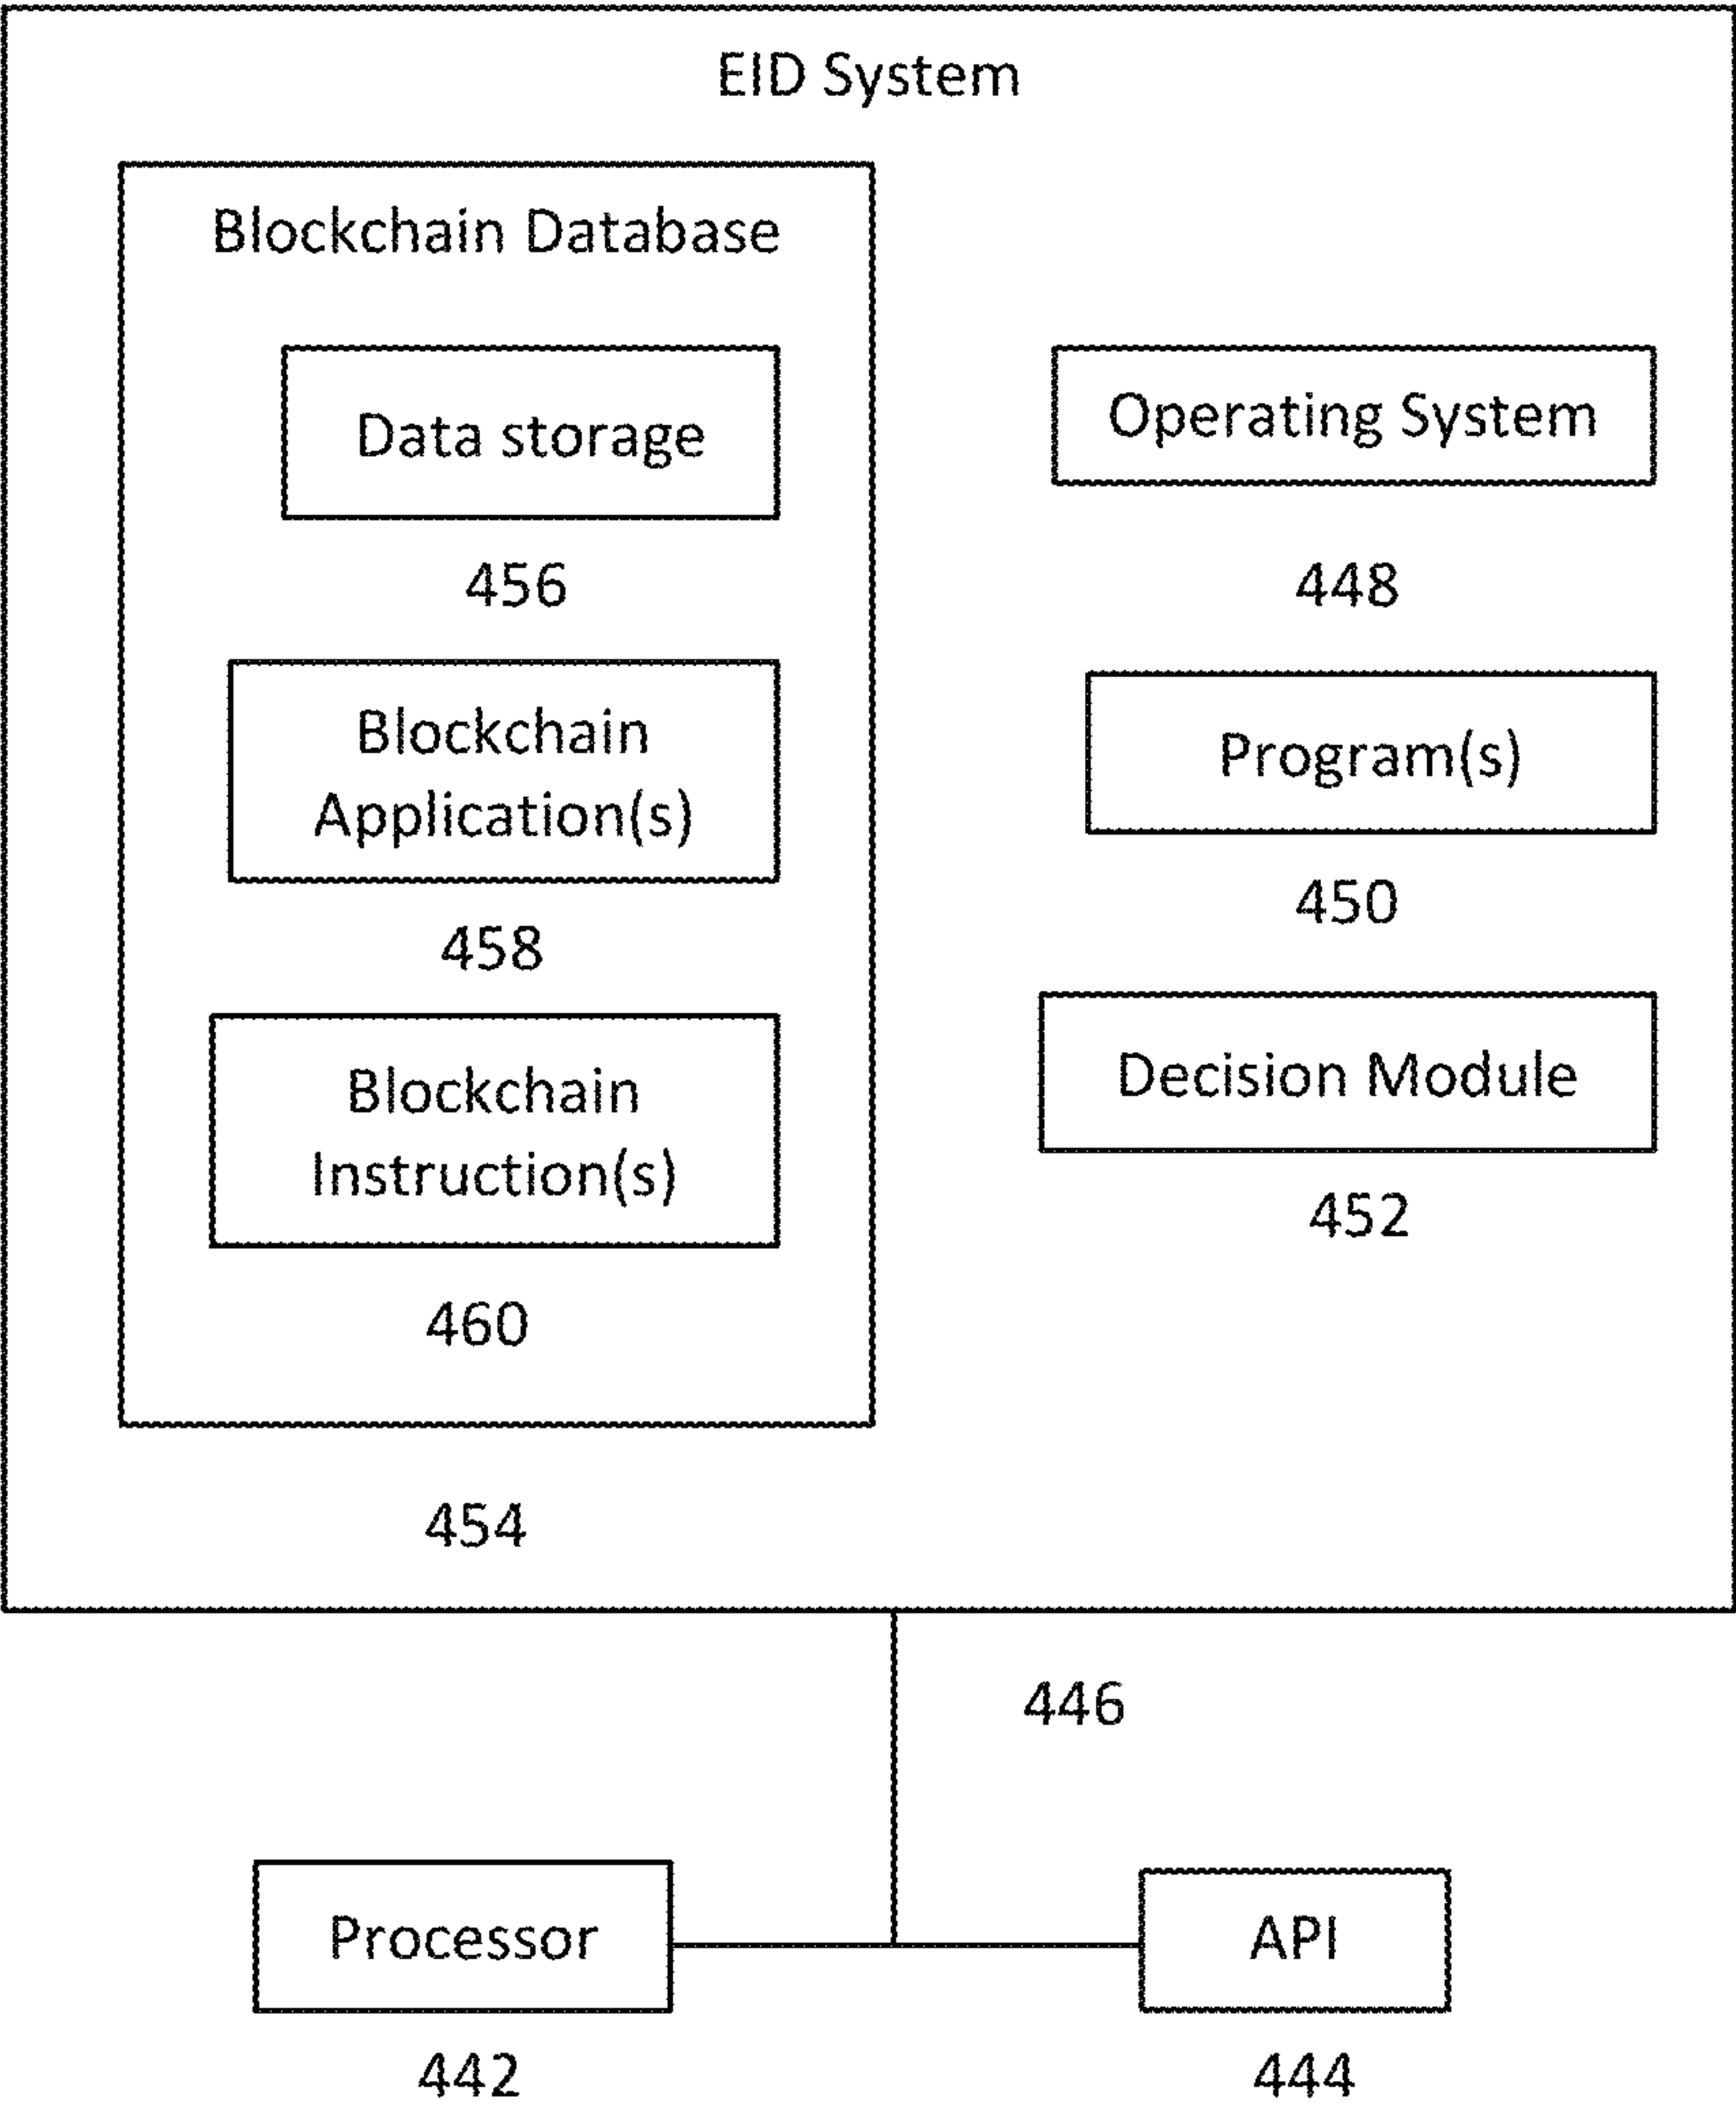 EID System
Blockchain Database
Data storage
456
Blockchain
Application(s)
458
Blockchain
Instruction(s)
460
454
Operating System
448
Program(s)
450
Decision Module
452
446
Processor
442
API
444